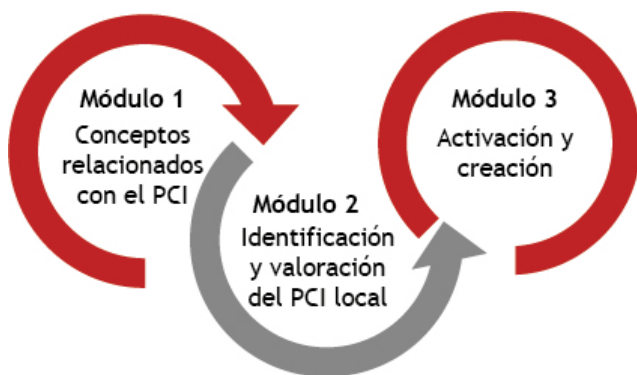 Módulo 1
Conceptos
relacionados
con el PCI
Módulo 2
Identificación
y valoración
del PCI local
Módulo 3
Activación y
creación